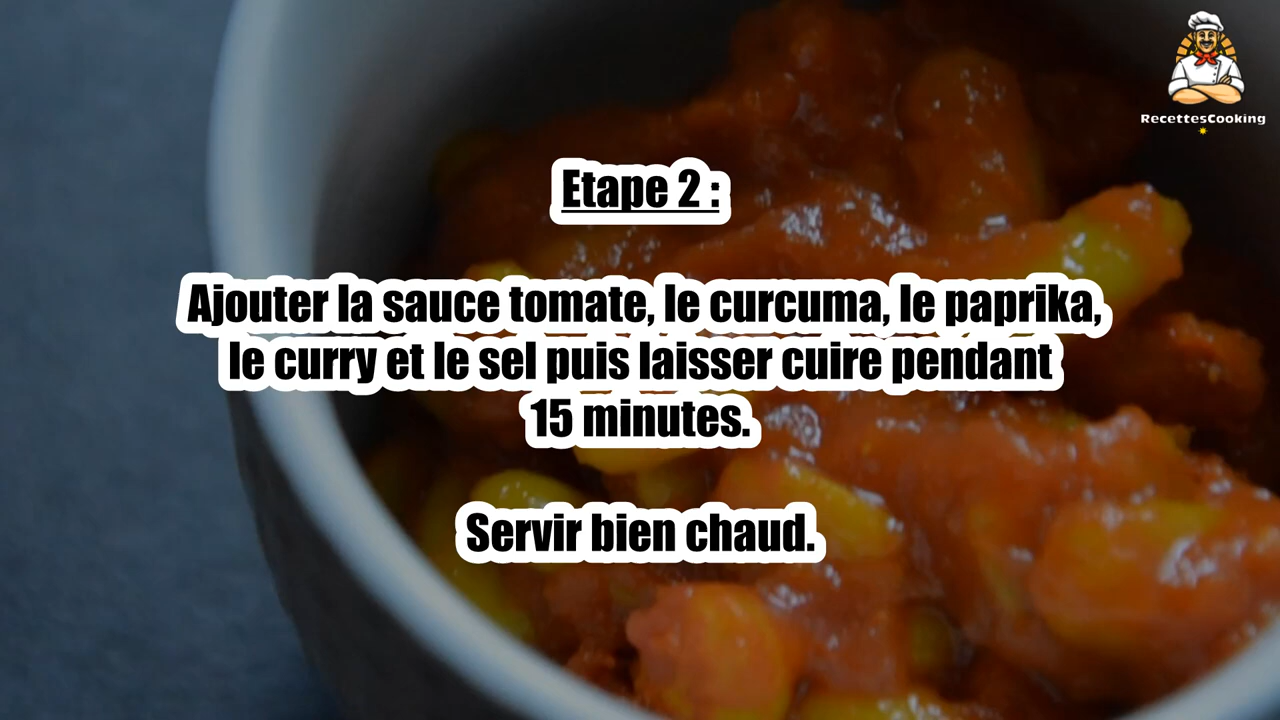 RecettesCooking
Etape 2 :
Ajouter la sauce tomate, le curcuma, le paprika,
le curry et le sel puis laisser cuire pendant
15 minutes.
Servir bien chaud.